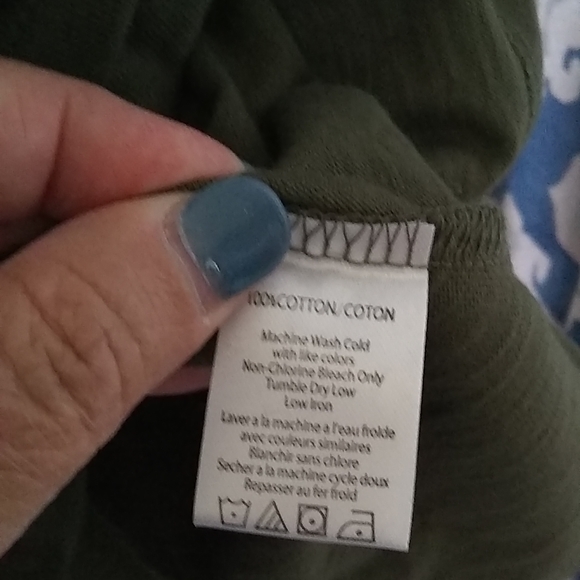 100%COTTON/COTON
Machine Wash Cold
with like colors
Non-Chlorine Bleach Only
Tumble Dry Low
Low Iron
Laver a la machine a l'eau froide
avec couleurs similaires
Blanchir sans chlore
Secher a la machine cycle doux
Repasser au fer froid